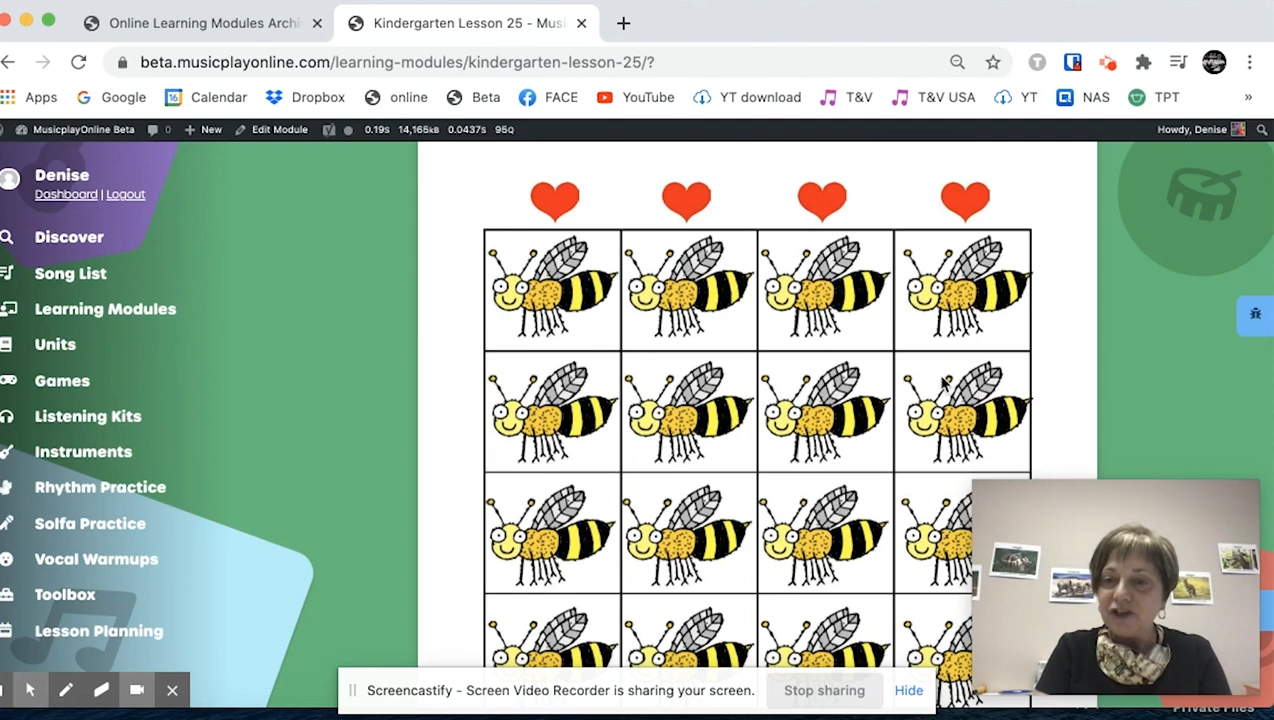 Online Learning Modules Archi
Kindergarten Lesson 25 - Musi
beta.musicplayonline.com/learning-modules/kindergarten-lesson-25/?
T
Apps Google 16 Calendar Dropbox online Beta FACE YouTube YT download T&V T&V USA YT NAS TPT »
MusicplayOnline Beta 0 New Edit Module 0.19s 14,165kB 0.0437s 95Q Howdy, Denise
Denise
Dashboard | Logout
Discover
Song List
Learning Modules
Units
Games
Listening Kits
Instruments
Rhythm Practice
Solfa Practice
Vocal Warmups
Toolbox
Lesson Planning
Screencastify - Screen Video Recorder is sharing your screen. Stop sharing Hide
Private Files